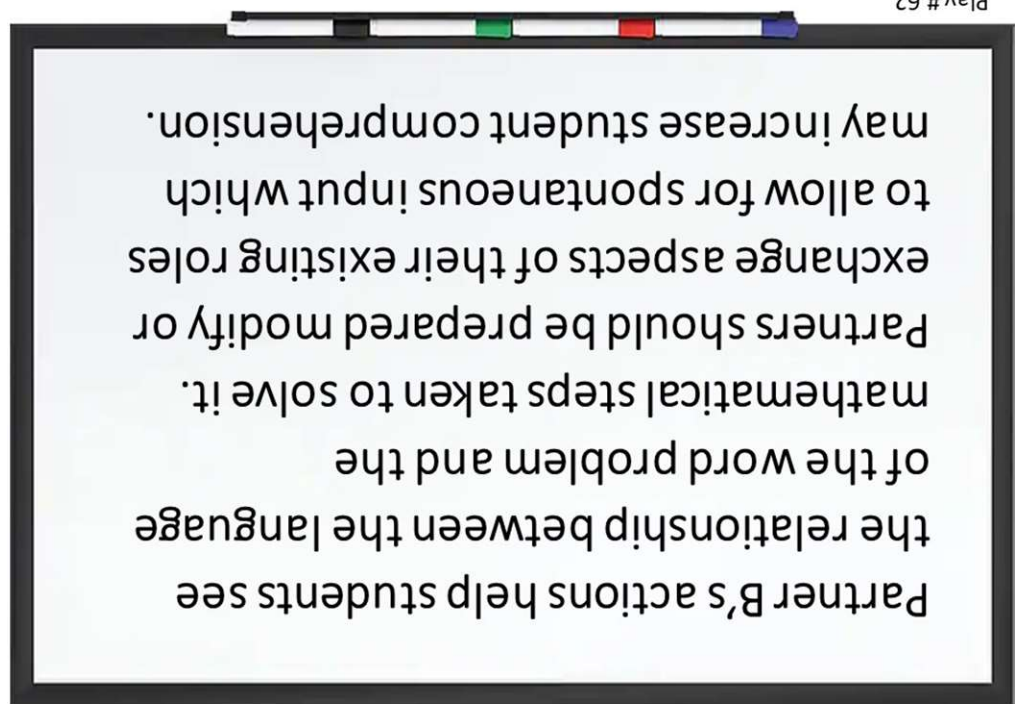 Partner B's actions help students see
the relationship between the language
of the word problem and the
mathematical steps taken to solve it.
Partners should be prepared modify or
exchange aspects of their existing roles
to allow for spontaneous input which
may increase student comprehension.
Play # 62